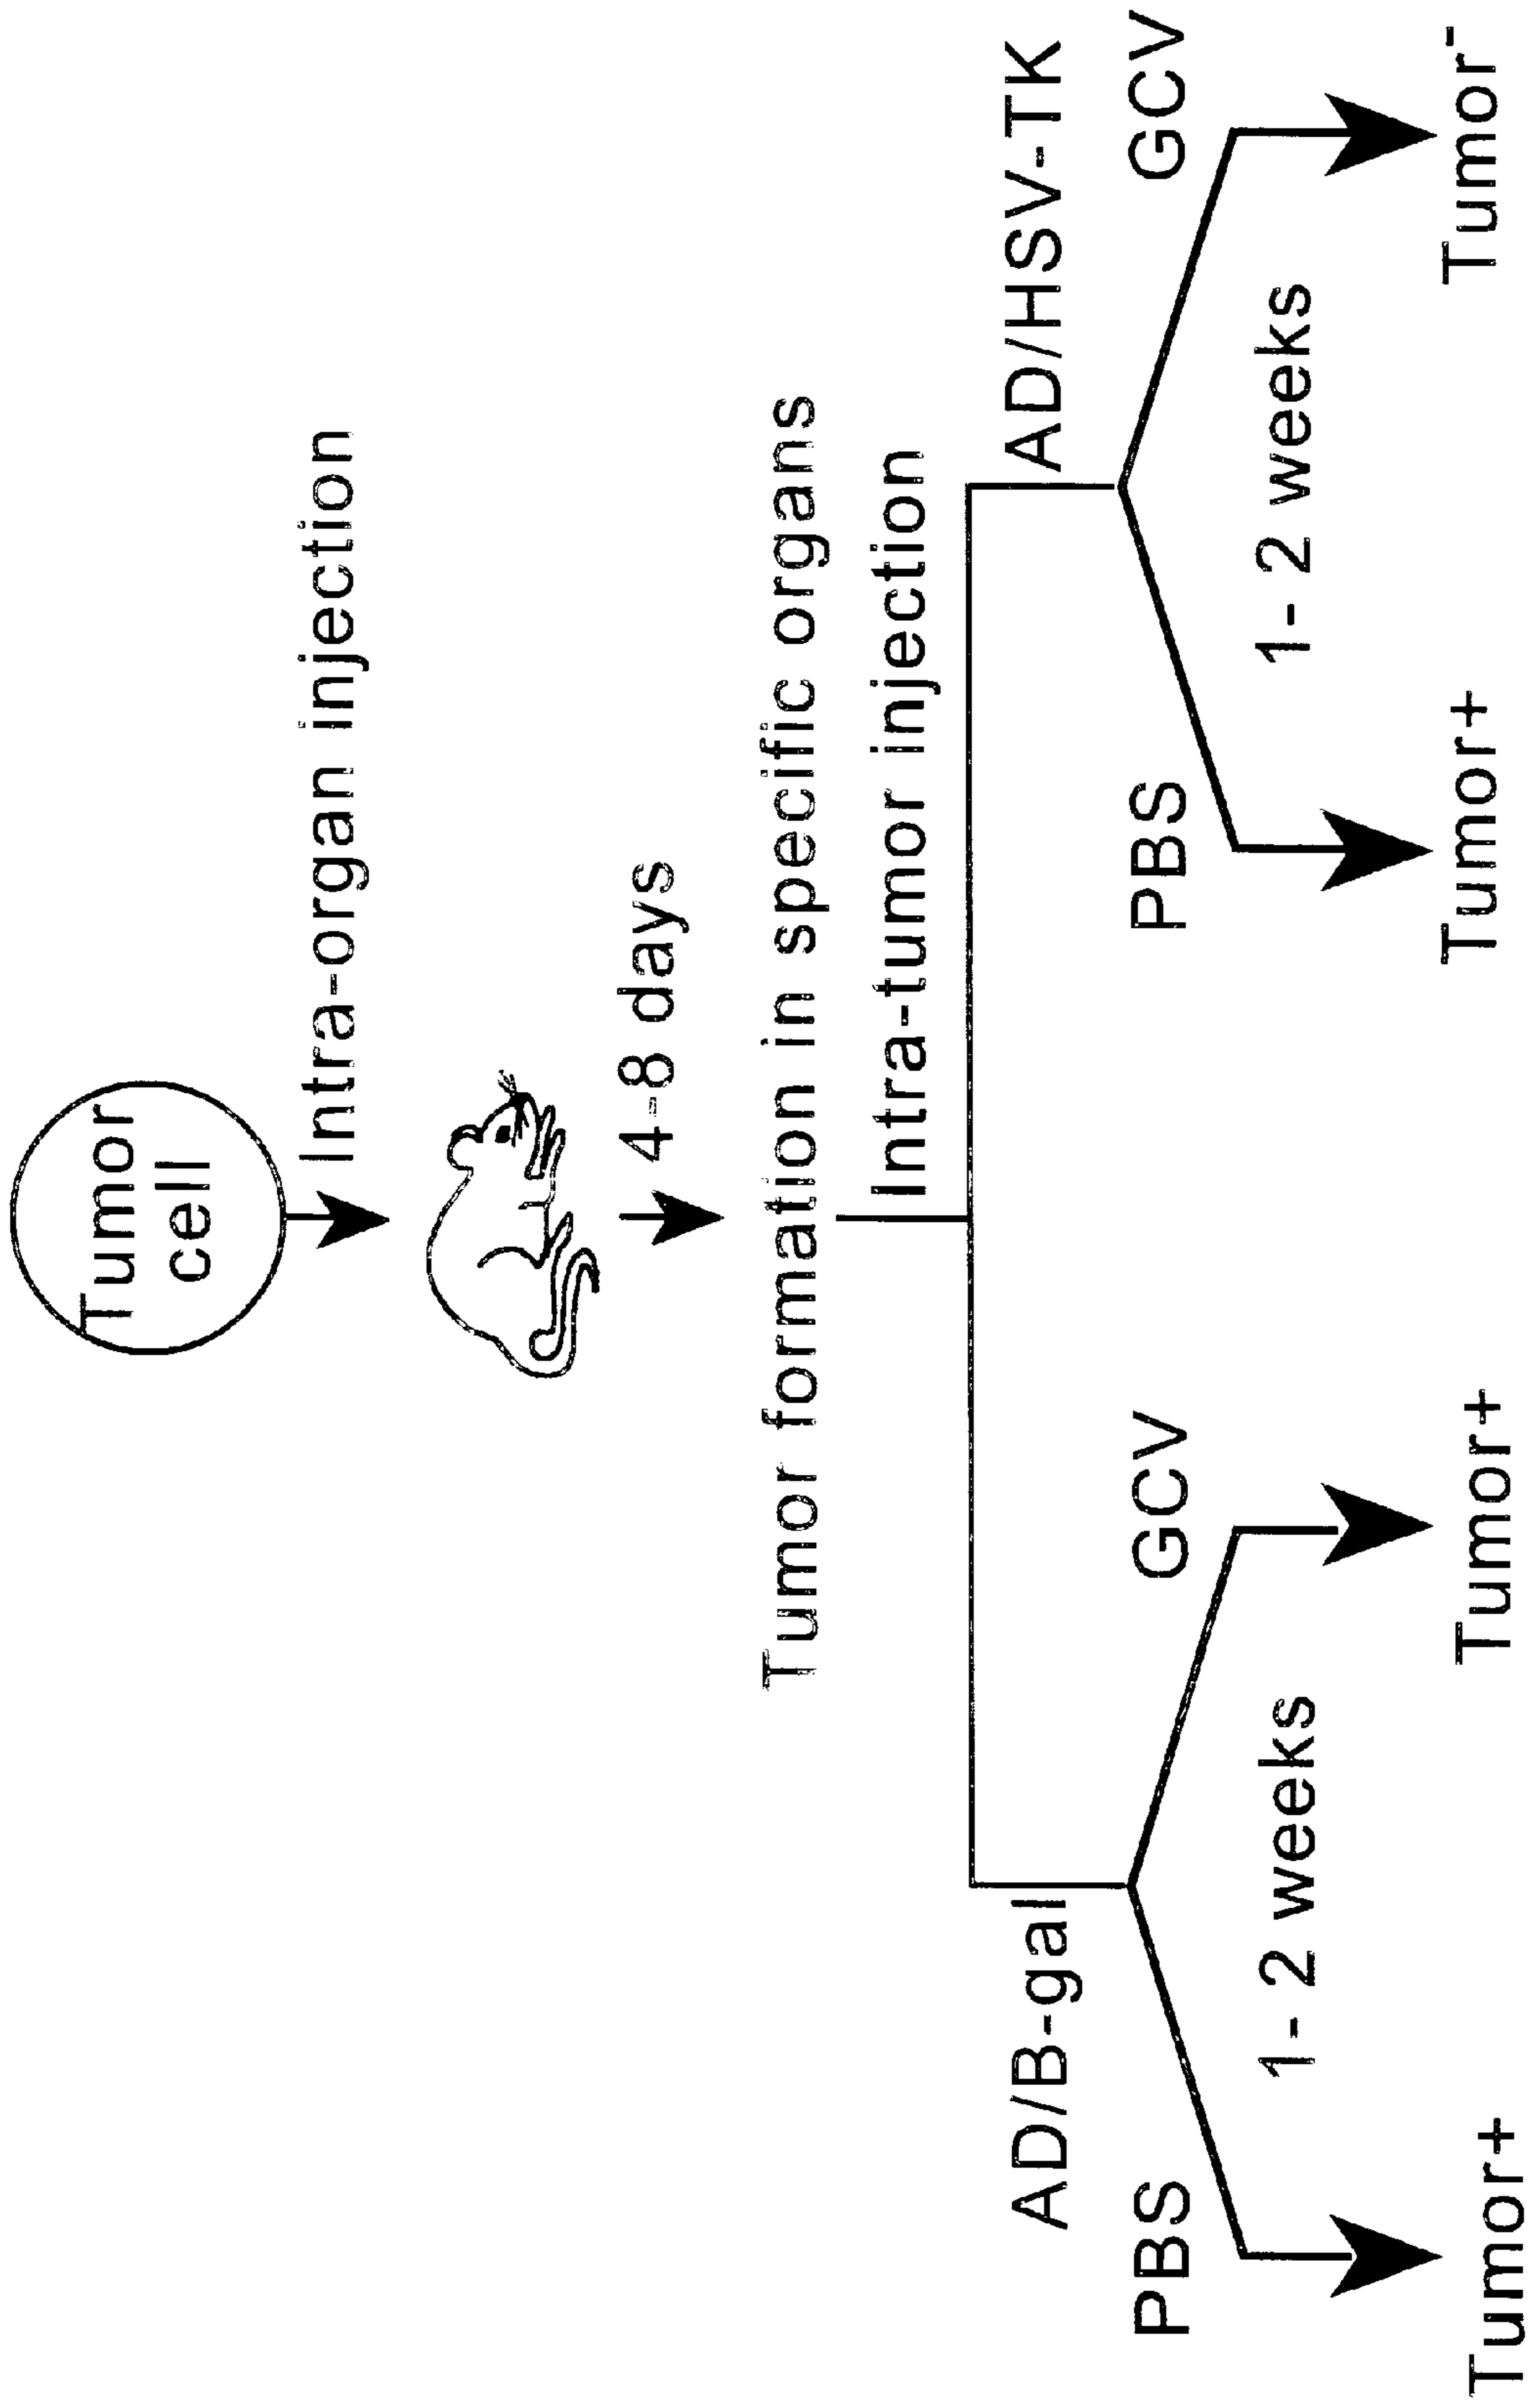 Tumor
cell
Intra-organ injection
4-8 days
Tumor formation in specific organs
Intra-tumor injection
AD/B-gal
AD/HSV-TK
PBS
GCV
PBS
GCV
1- 2 weeks
1- 2 weeks
Tumor+
Tumor+
Tumor+
Tumor-